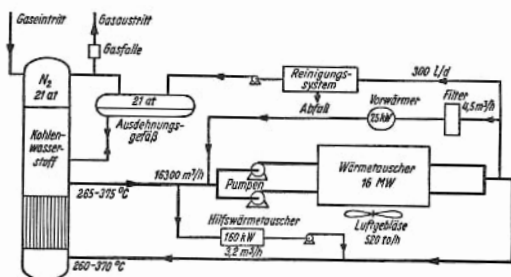 Gaseintritt
Gasaustritt
Gasfalle
N₂
21 at
21 at
Ausdehnungs-
gefäß
Kohlen-
wasser-
stoff
Reinigungs-
system
Abfall
300 L/d
Vorwärmer
75 kW
Filter
4,5 m³/h
16300 m³/h
265-375 °C
Pumpen
Wärmetauscher
16 MW
Luftgebläse
520 to/h
Hilfswärmetauscher
160 kW
3,2 m³/h
260-370 °C